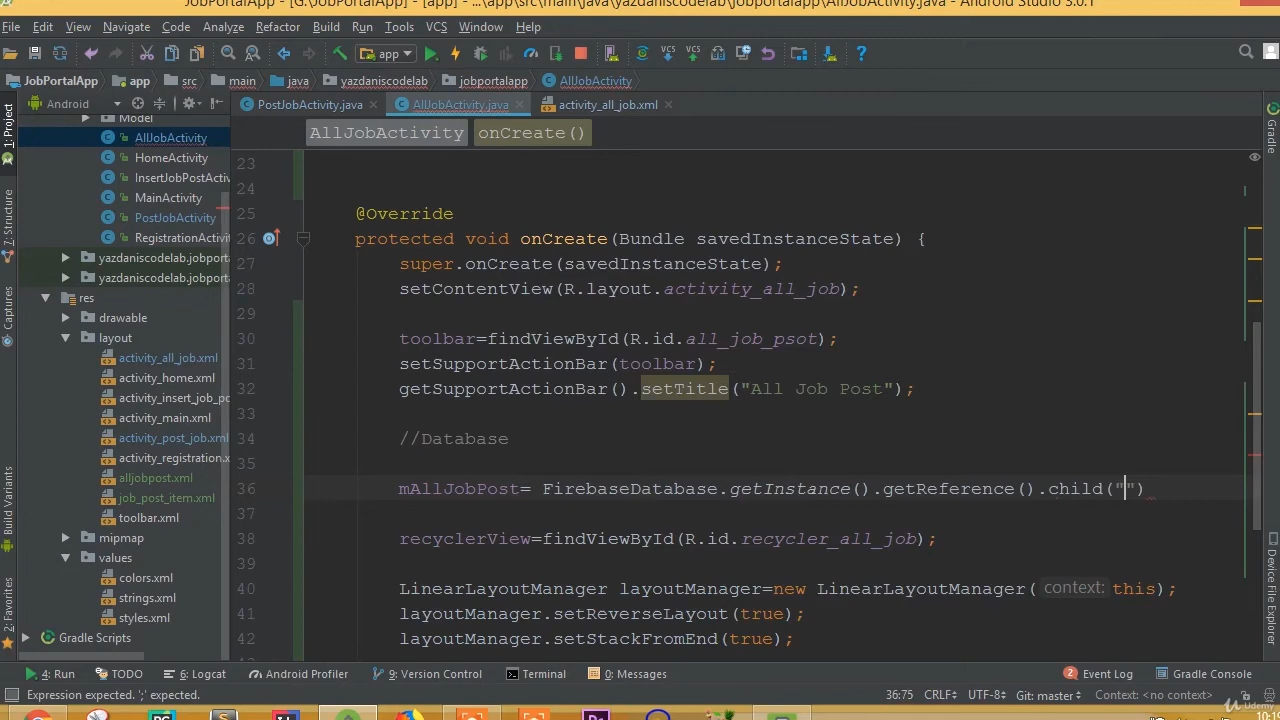 JobPortalApp - [G:\JobPortalApp] - [app] - ...\app\src\main\java\yazdaniscodelab\jobportalapp\AllJobActivity.java - Android Studio 3.0.1
File Edit View Navigate Code Analyze Refactor Build Run Tools VCS Window Help
app
JobPortalApp app src main java yazdaniscodelab jobportalapp AllJobActivity
Android
PostJobActivity.java AllJobActivity.java activity_all_job.xml
AllJobActivity onCreate()
1: Project
7: Structure
Captures
Build Variants
2: Favorites
Model
AllJobActivity
HomeActivity
InsertJobPostActivi
MainActivity
PostJobActivity
RegistrationActivi
yazdaniscodelab.jobport
yazdaniscodelab.jobport
res
drawable
layout
activity_all_job.xml
activity_home.xml
activity_insert_job_po
activity_main.xml
activity_post_job.xml
activity_registration.x
alljobpost.xml
job_post_item.xml
toolbar.xml
mipmap
values
colors.xml
strings.xml
styles.xml
Gradle Scripts
23
24
25 @Override
26 protected void onCreate(Bundle savedInstanceState) {
27 super.onCreate(savedInstanceState);
28 setContentView(R.layout.activity_all_job);
29
30 toolbar=findViewById(R.id.all_job_psot);
31 setSupportActionBar(toolbar);
32 getSupportActionBar().setTitle("All Job Post");
33
34 //Database
35
36 mAllJobPost= FirebaseDatabase.getInstance().getReference().child("")
37
38 recyclerView=findViewById(R.id.recycler_all_job);
39
40 LinearLayoutManager layoutManager=new LinearLayoutManager( context: this);
41 layoutManager.setReverseLayout(true);
42 layoutManager.setStackFromEnd(true);
Gradle
Device File Explorer
4: Run TODO 6: Logcat Android Profiler 9: Version Control Terminal 0: Messages 2 Event Log Gradle Console
Expression expected. ';' expected. 36:75 CRLF UTF-8 Git: master Context: <no context>
Udemy